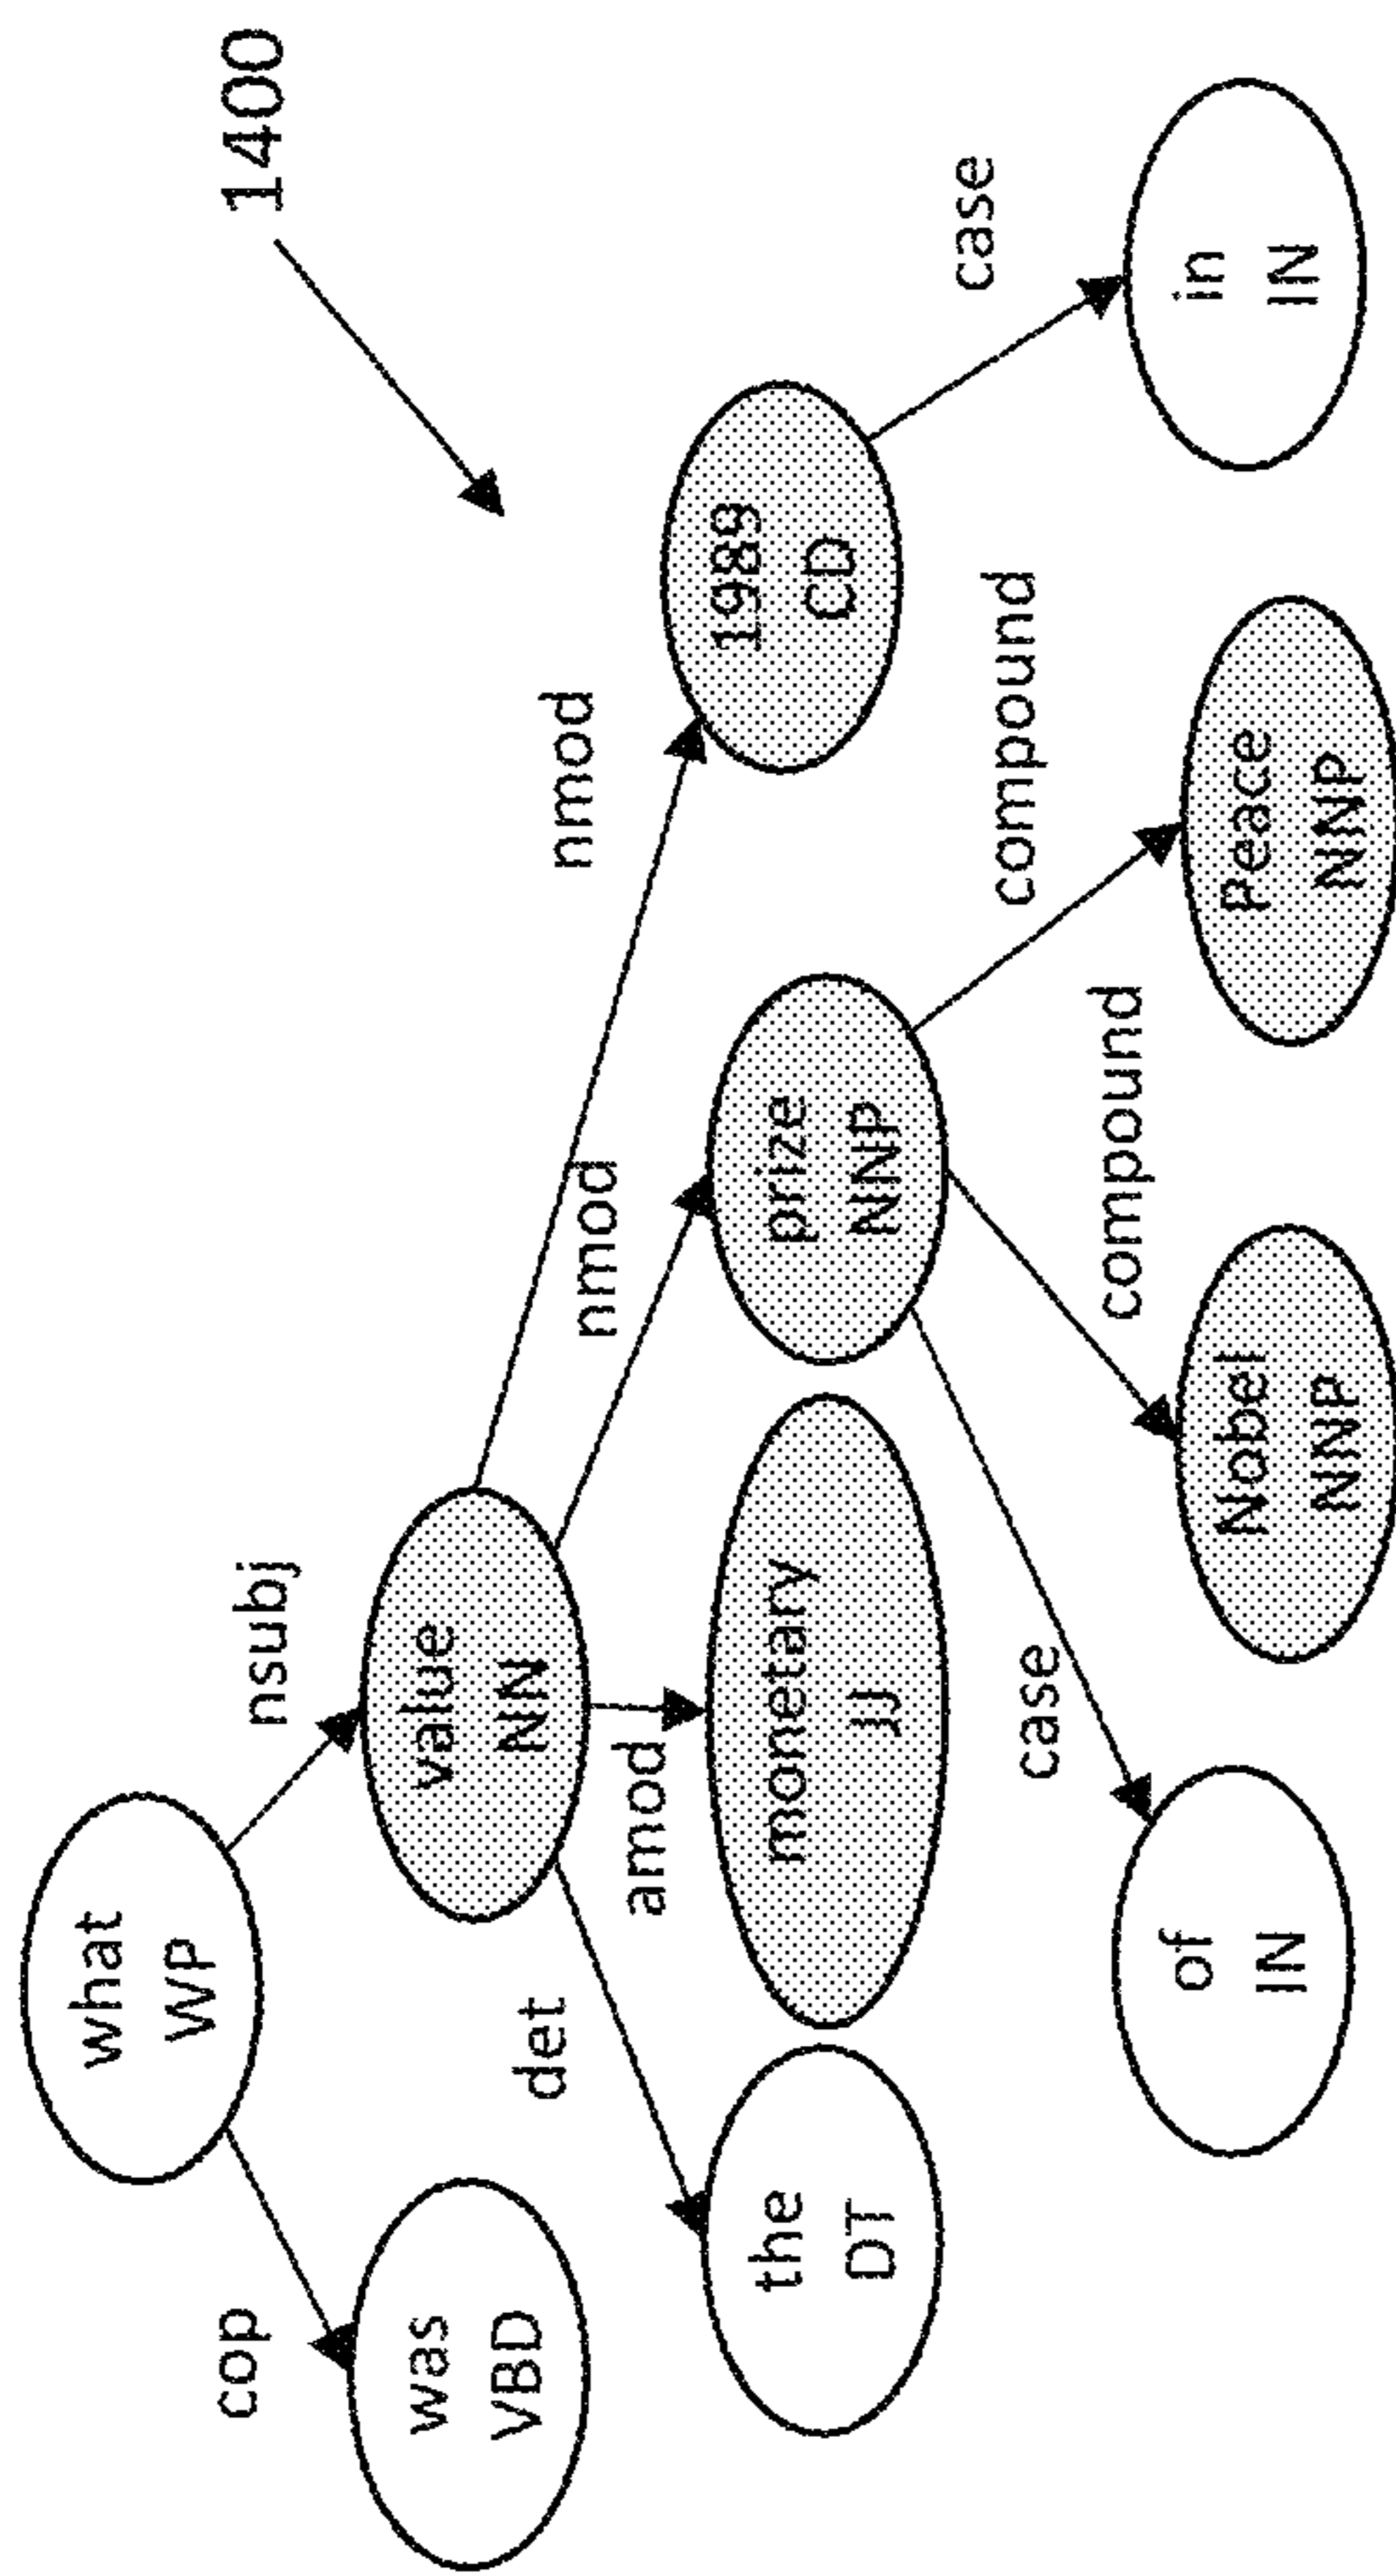 1400
what
WP
cop
nsubj
was
VBD
value
NN
det
amod
nmod
nmod
the
DT
monetary
JJ
prize
NNP
1989
CD
case
compound
compound
case
of
IN
Nobel
NNP
Peace
NNP
in
IN